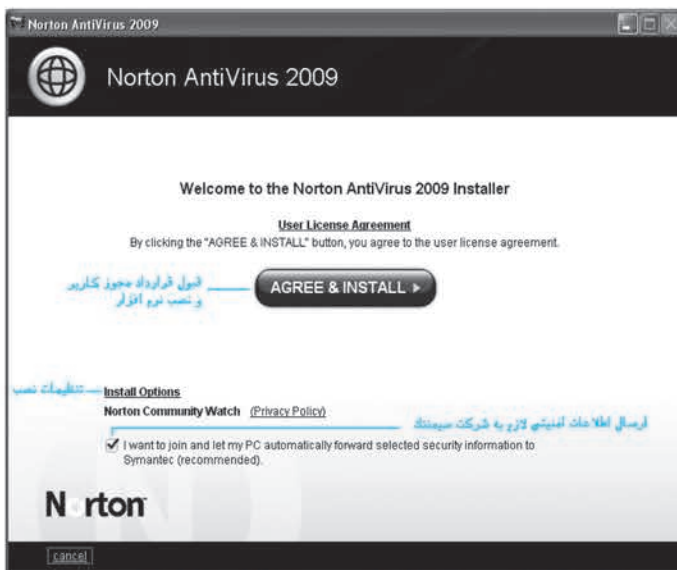 Norton AntiVirus 2009
Norton AntiVirus 2009
Welcome to the Norton AntiVirus 2009 Installer
User License Agreement
By clicking the "AGREE & INSTALL" button, you agree to the user license agreement.
قبول قرارداد مجوز کاربر
و نصب نرم افزار
AGREE & INSTALL
تنظیمات نصب
Install Options
Norton Community Watch (Privacy Policy)
ارسال اطلاعات امنیتی لازم به شرکت سیمنتک
I want to join and let my PC automatically forward selected security information to
Symantec (recommended).
Norton
cancel